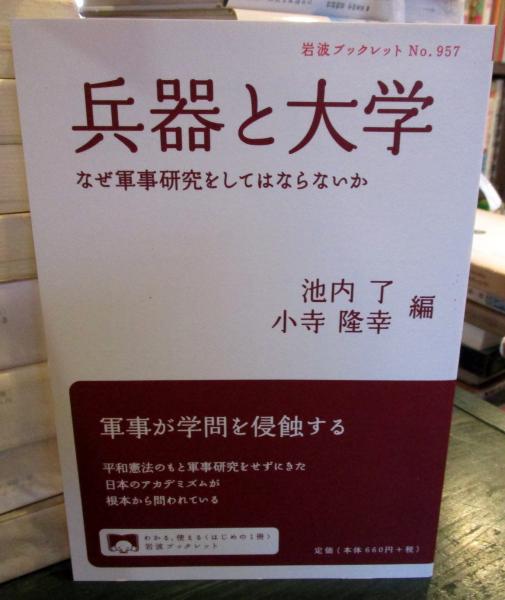 岩波ブックレット No.957
兵器と大学
なぜ軍事研究をしてはならないか
池内 了
小寺 隆幸
編
軍事が学問を侵蝕する
平和憲法のもと軍事研究をせずにきた
日本のアカデミズムが
根本から問われている
わかる、使える〈はじめの1冊〉
岩波ブックレット
定価(本体660円+税)